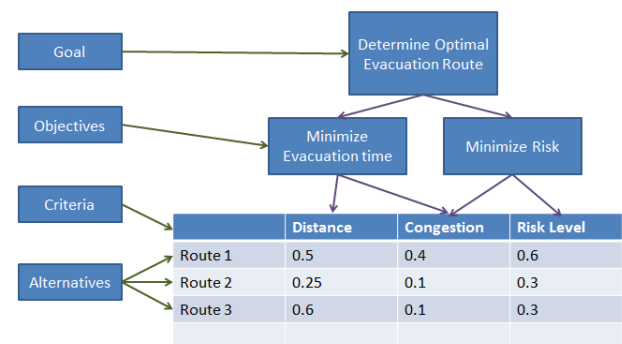 Goal
Determine Optimal
Evacuation Route
Objectives
Minimize
Evacuation time
Minimize Risk
Criteria
Distance Congestion Risk Level
Alternatives
Route 1 0.5 0.4 0.6
Route 2 0.25 0.1 0.3
Route 3 0.6 0.1 0.3